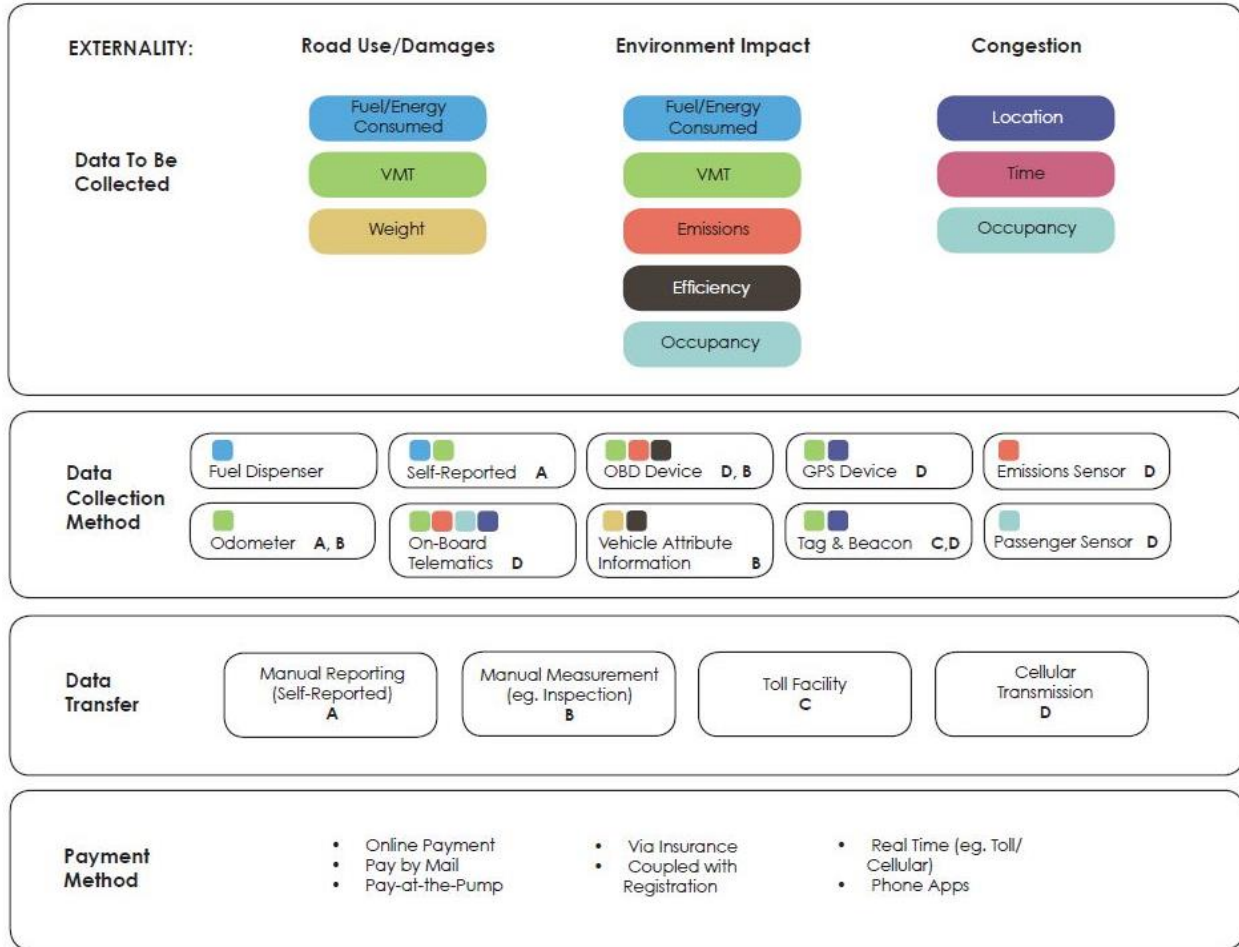 EXTERNALITY:
Road Use/Damages
Environment Impact
Congestion
Data To Be
Collected
Fuel/Energy
Consumed
VMT
Weight
Fuel/Energy
Consumed
VMT
Emissions
Efficiency
Occupancy
Location
Time
Occupancy
Data
Collection
Method
Fuel Dispenser
Self-Reported A
OBD Device D, B
GPS Device D
Emissions Sensor D
Odometer A, B
On-Board
Telematics D
Vehicle Attribute
Information B
Tag & Beacon C,D
Passenger Sensor D
Data
Transfer
Manual Reporting
(Self-Reported)
A
Manual Measurement
(eg. Inspection)
B
Toll Facility
C
Cellular
Transmission
D
Payment
Method
• Online Payment
• Pay by Mail
• Pay-at-the-Pump
• Via Insurance
• Coupled with
Registration
• Real Time (eg. Toll/
Cellular)
• Phone Apps